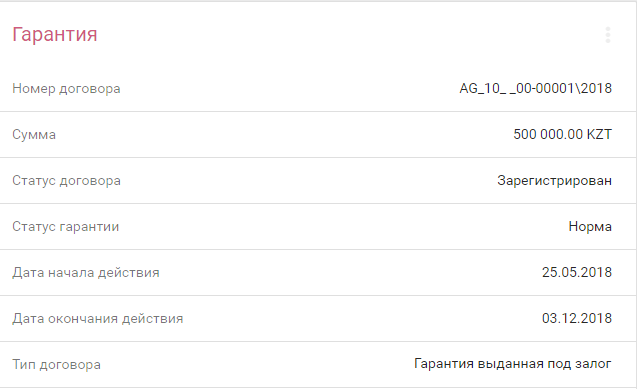 Гарантия
Номер договора AG_10_ _00-00001\2018
Сумма 500 000.00 KZT
Статус договора Зарегистрирован
Статус гарантии Норма
Дата начала действия 25.05.2018
Дата окончания действия 03.12.2018
Тип договора Гарантия выданная под залог